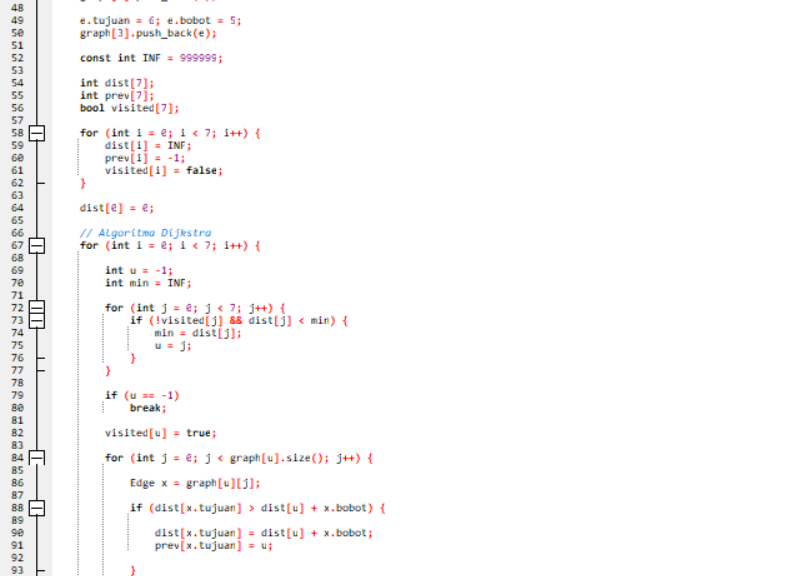 48
49 e.tujuan = 6; e.bobot = 5;
50 graph[3].push_back(e);
51
52 const int INF = 999999;
53
54 int dist[7];
55 int prev[7];
56 bool visited[7];
57
58 for (int i = 0; i < 7; i++) {
59 dist[i] = INF;
60 prev[i] = -1;
61 visited[i] = false;
62 }
63
64 dist[0] = 0;
65
66 // Algoritma Dijkstra
67 for (int i = 0; i < 7; i++) {
68
69 int u = -1;
70 int min = INF;
71
72 for (int j = 0; j < 7; j++) {
73 if (!visited[j] && dist[j] < min) {
74 min = dist[j];
75 u = j;
76 }
77 }
78
79 if (u == -1)
80 break;
81
82 visited[u] = true;
83
84 for (int j = 0; j < graph[u].size(); j++) {
85
86 Edge x = graph[u][j];
87
88 if (dist[x.tujuan] > dist[u] + x.bobot) {
89
90 dist[x.tujuan] = dist[u] + x.bobot;
91 prev[x.tujuan] = u;
92
93 }